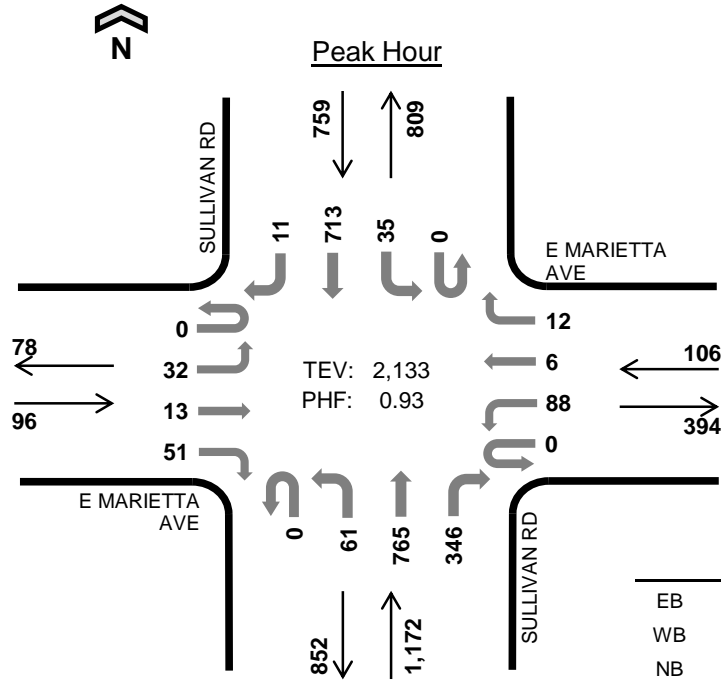 N
Peak Hour
759
809
SULLIVAN RD
11
713
35
0
E MARIETTA
AVE
0
12
78
32
TEV: 2,133
6
106
96
13
PHF: 0.93
88
394
51
0
E MARIETTA
AVE
0
61
765
346
SULLIVAN RD
852
1,172
EB
WB
NB